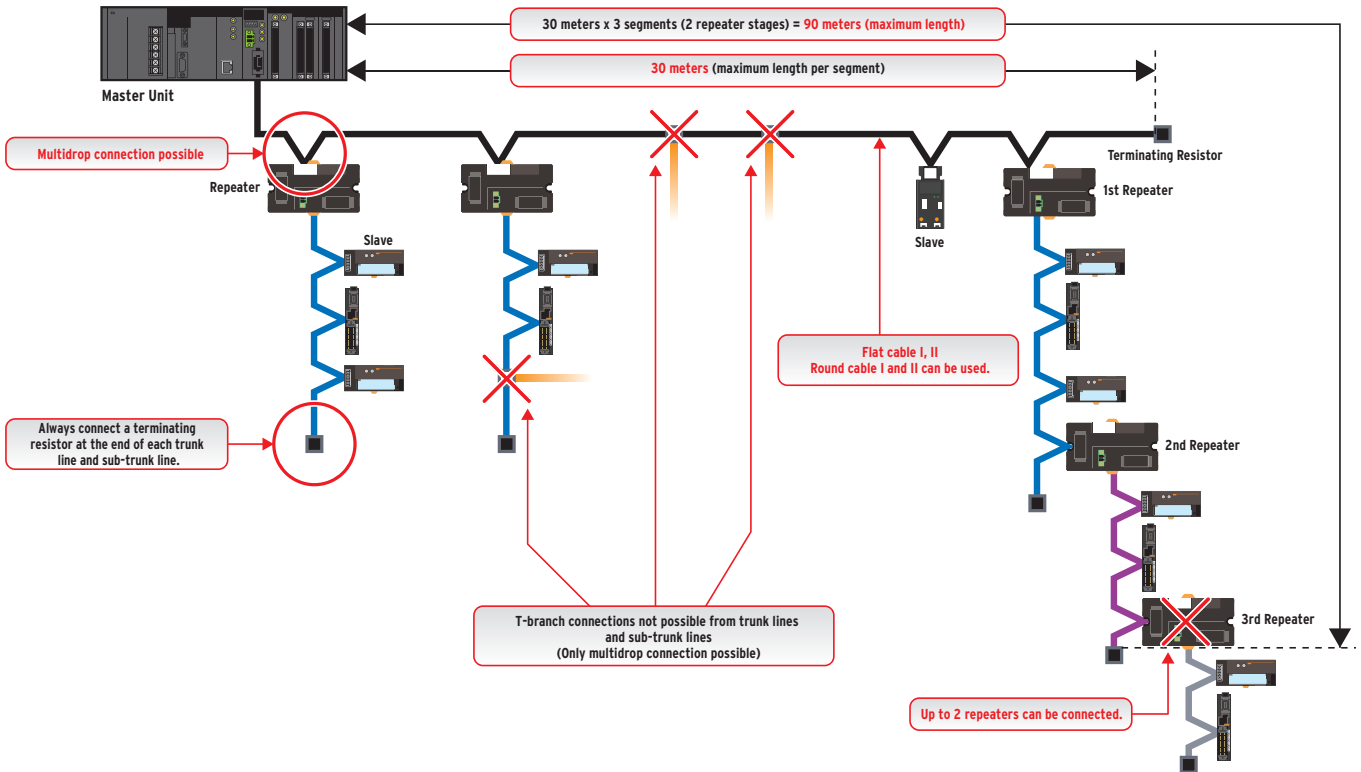 30 meters x 3 segments (2 repeater stages) = 90 meters (maximum length)
30 meters (maximum length per segment)
Master Unit
Multidrop connection possible
Terminating Resistor
Repeater
1st Repeater
Slave
Slave
Flat cable I, II
Round cable I and II can be used.
Always connect a terminating
resistor at the end of each trunk
line and sub-trunk line.
2nd Repeater
T-branch connections not possible from trunk lines
and sub-trunk lines
(Only multidrop connection possible)
3rd Repeater
Up to 2 repeaters can be connected.